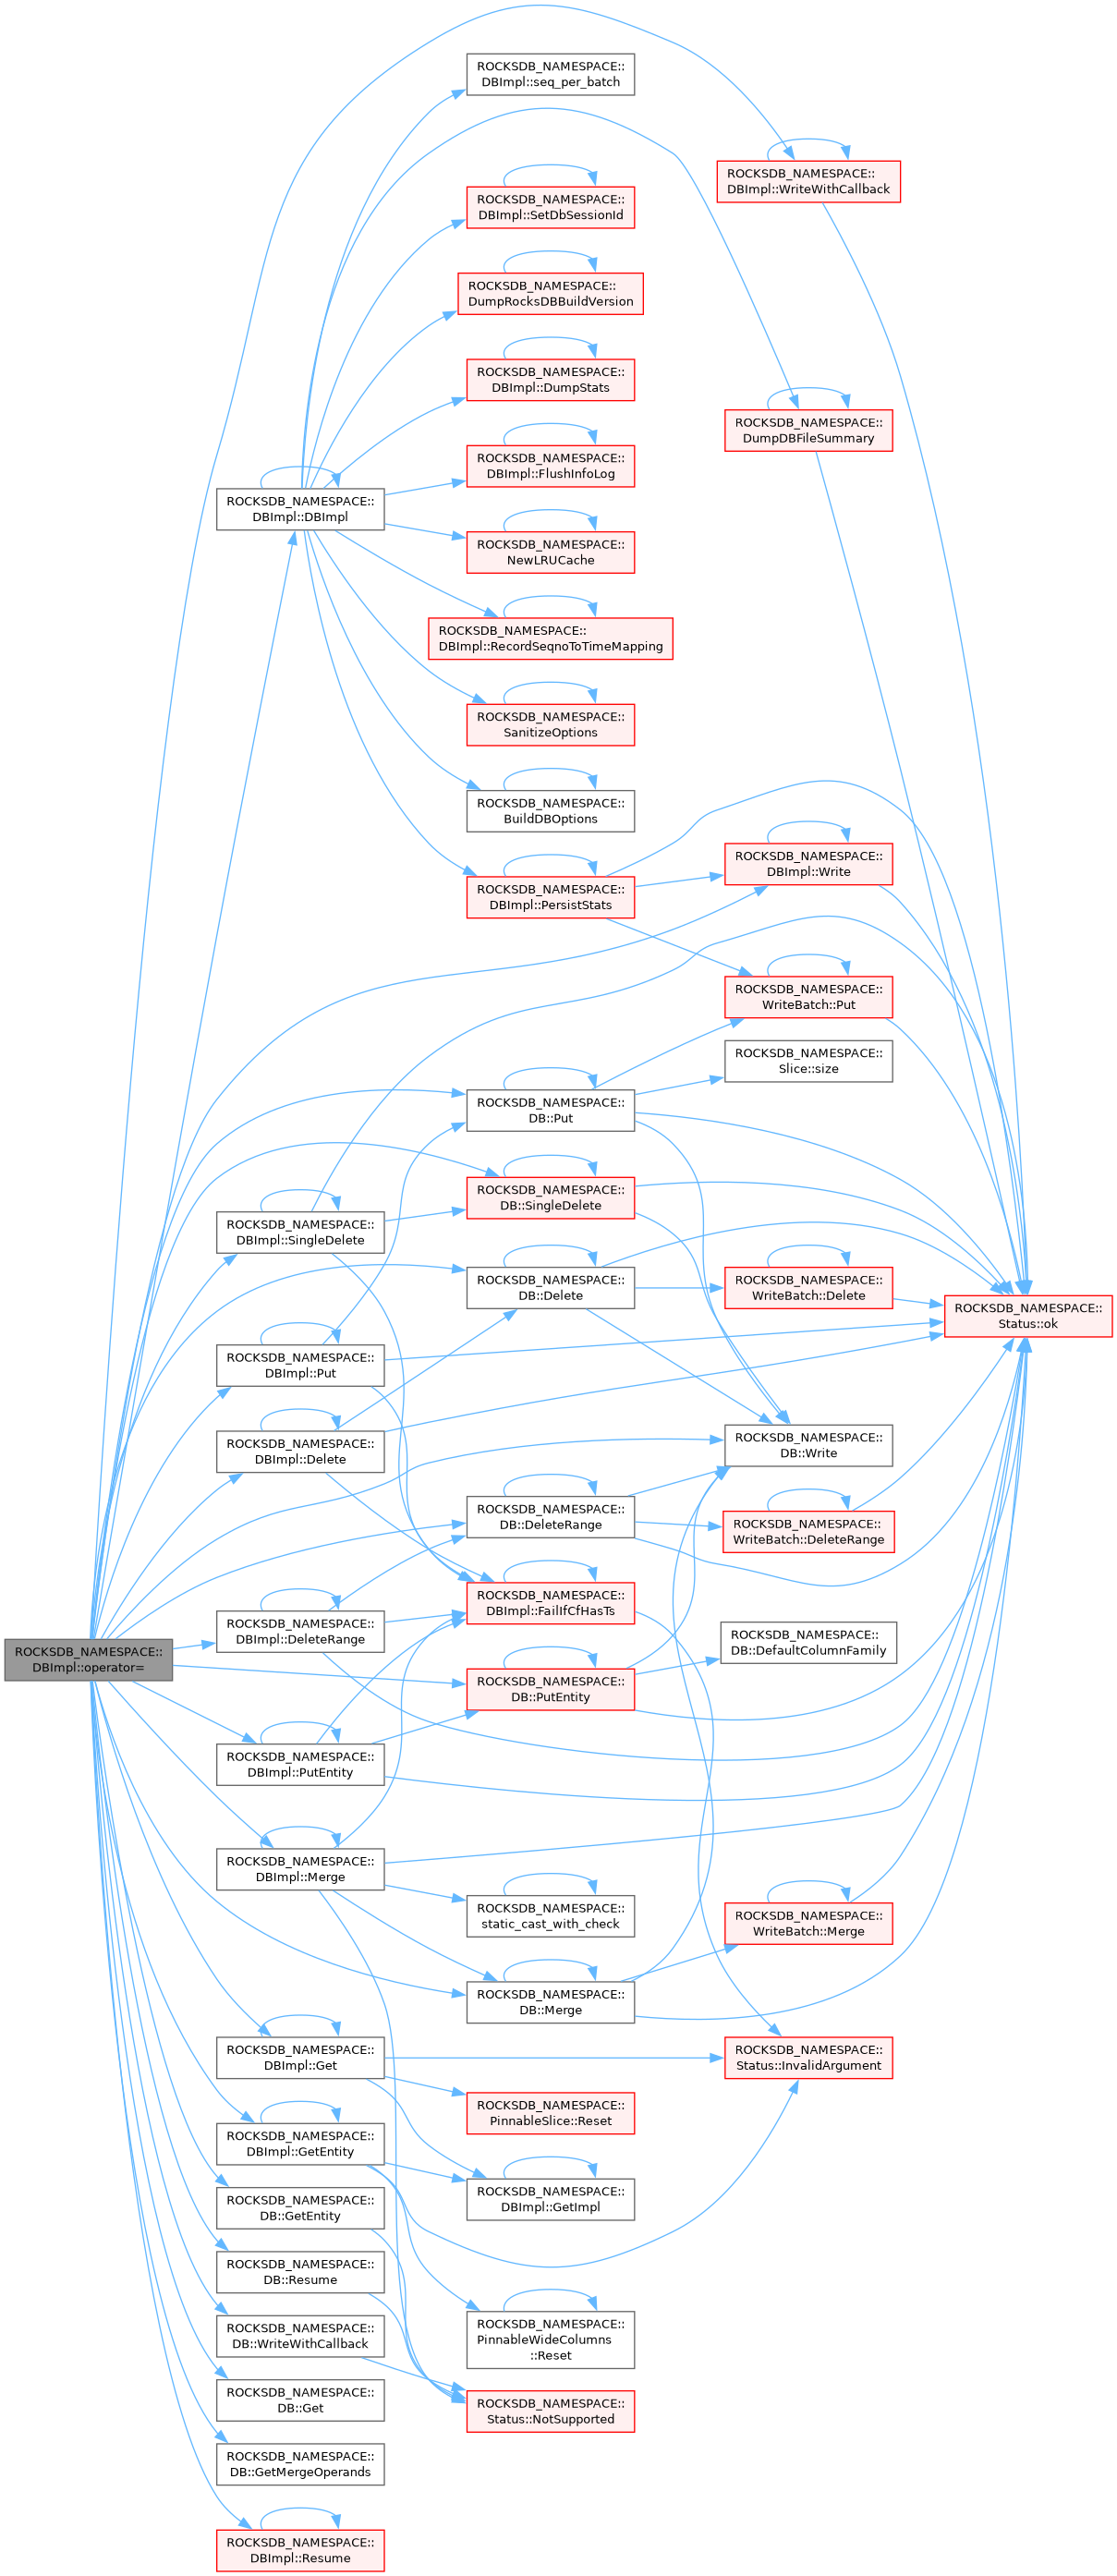 ROCKSDB_NAMESPACE::
DBImpl::seq_per_batch
ROCKSDB_NAMESPACE::
DBImpl::WriteWithCallback
ROCKSDB_NAMESPACE::
DBImpl::SetDbSessionId
ROCKSDB_NAMESPACE::
DumpRocksDBBuildVersion
ROCKSDB_NAMESPACE::
DBImpl::DumpStats
ROCKSDB_NAMESPACE::
DumpDBFileSummary
ROCKSDB_NAMESPACE::
DBImpl::FlushInfoLog
ROCKSDB_NAMESPACE::
DBImpl::DBImpl
ROCKSDB_NAMESPACE::
NewLRUCache
ROCKSDB_NAMESPACE::
DBImpl::RecordSeqnoToTimeMapping
ROCKSDB_NAMESPACE::
SanitizeOptions
ROCKSDB_NAMESPACE::
BuildDBOptions
ROCKSDB_NAMESPACE::
DBImpl::Write
ROCKSDB_NAMESPACE::
DBImpl::PersistStats
ROCKSDB_NAMESPACE::
WriteBatch::Put
ROCKSDB_NAMESPACE::
Slice::size
ROCKSDB_NAMESPACE::
DB::Put
ROCKSDB_NAMESPACE::
DB::SingleDelete
ROCKSDB_NAMESPACE::
DBImpl::SingleDelete
ROCKSDB_NAMESPACE::
DB::Delete
ROCKSDB_NAMESPACE::
WriteBatch::Delete
ROCKSDB_NAMESPACE::
Status::ok
ROCKSDB_NAMESPACE::
DBImpl::Put
ROCKSDB_NAMESPACE::
DBImpl::Delete
ROCKSDB_NAMESPACE::
DB::Write
ROCKSDB_NAMESPACE::
DB::DeleteRange
ROCKSDB_NAMESPACE::
WriteBatch::DeleteRange
ROCKSDB_NAMESPACE::
DBImpl::FailIfCfHasTs
ROCKSDB_NAMESPACE::
DBImpl::DeleteRange
ROCKSDB_NAMESPACE::
DB::DefaultColumnFamily
ROCKSDB_NAMESPACE::
DBImpl::operator=
ROCKSDB_NAMESPACE::
DB::PutEntity
ROCKSDB_NAMESPACE::
DBImpl::PutEntity
ROCKSDB_NAMESPACE::
DBImpl::Merge
ROCKSDB_NAMESPACE::
static_cast_with_check
ROCKSDB_NAMESPACE::
WriteBatch::Merge
ROCKSDB_NAMESPACE::
DB::Merge
ROCKSDB_NAMESPACE::
DBImpl::Get
ROCKSDB_NAMESPACE::
Status::InvalidArgument
ROCKSDB_NAMESPACE::
PinnableSlice::Reset
ROCKSDB_NAMESPACE::
DBImpl::GetEntity
ROCKSDB_NAMESPACE::
DBImpl::GetImpl
ROCKSDB_NAMESPACE::
DB::GetEntity
ROCKSDB_NAMESPACE::
DB::Resume
ROCKSDB_NAMESPACE::
PinnableWideColumns
::Reset
ROCKSDB_NAMESPACE::
DB::WriteWithCallback
ROCKSDB_NAMESPACE::
DB::Get
ROCKSDB_NAMESPACE::
Status::NotSupported
ROCKSDB_NAMESPACE::
DB::GetMergeOperands
ROCKSDB_NAMESPACE::
DBImpl::Resume